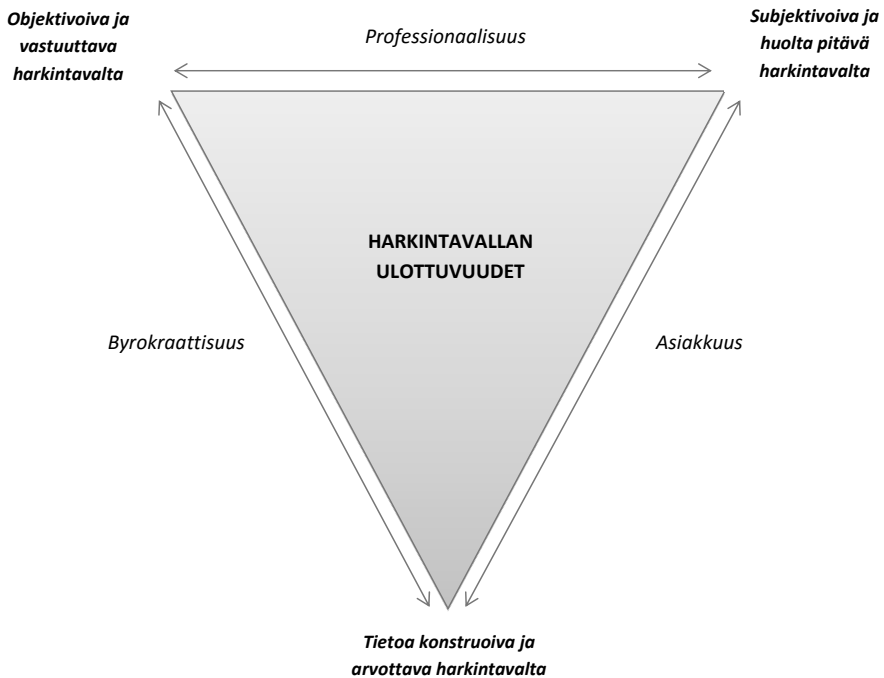 Objektivoiva ja
vastuuttava
harkintavalta
Professionaalisuus
Subjektivoiva ja
huolta pitävä
harkintavalta
HARKINTAVALLAN
ULOTTUVUUDET
Byrokraattisuus
Asiakkuus
Tietoa konstruoiva ja
arvottava harkintavalta